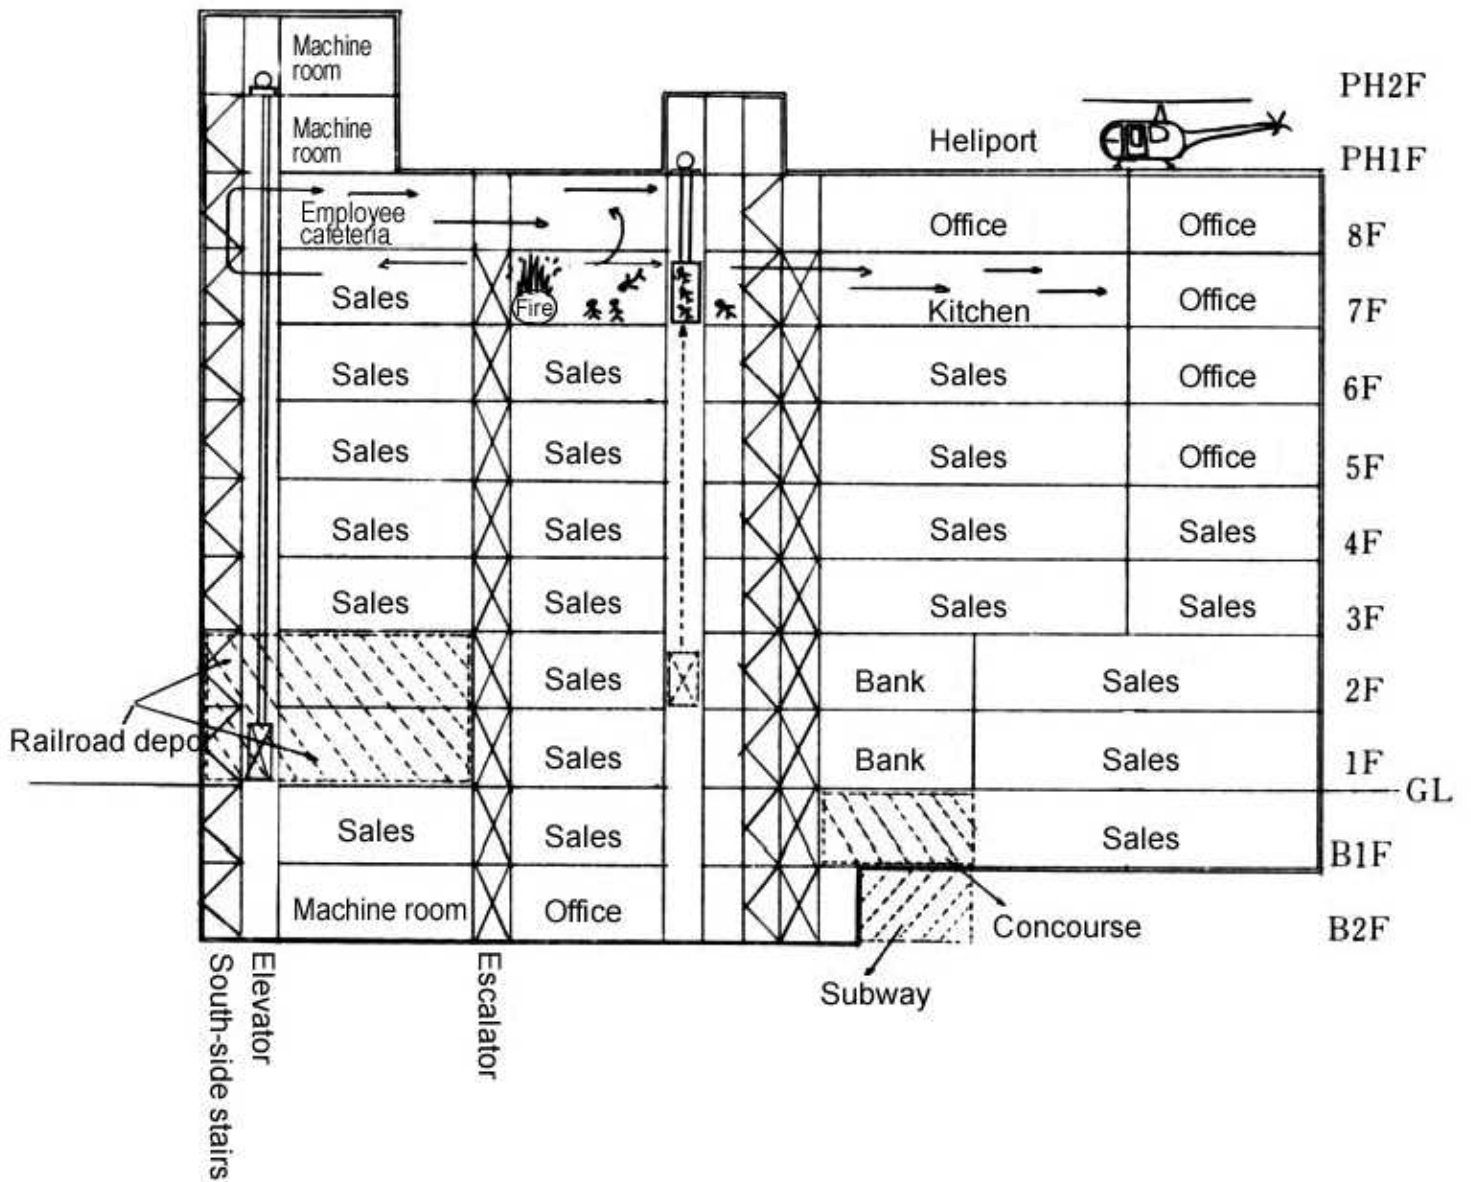 Machine
room
PH2F
Machine
room
Heliport
PH1F
Employee
cafeteria
Office
Office
8F
Sales
Fire
Kitchen
Office
7F
Sales
Sales
Sales
Office
6F
Sales
Sales
Sales
Office
5F
Sales
Sales
Sales
Sales
4F
Sales
Sales
Sales
Sales
3F
Sales
Bank
Sales
2F
Railroad depo
Sales
Bank
Sales
1F
GL
Sales
Sales
Sales
B1F
Machine room
Office
Concourse
B2F
Subway
South-side stairs
Elevator
Escalator